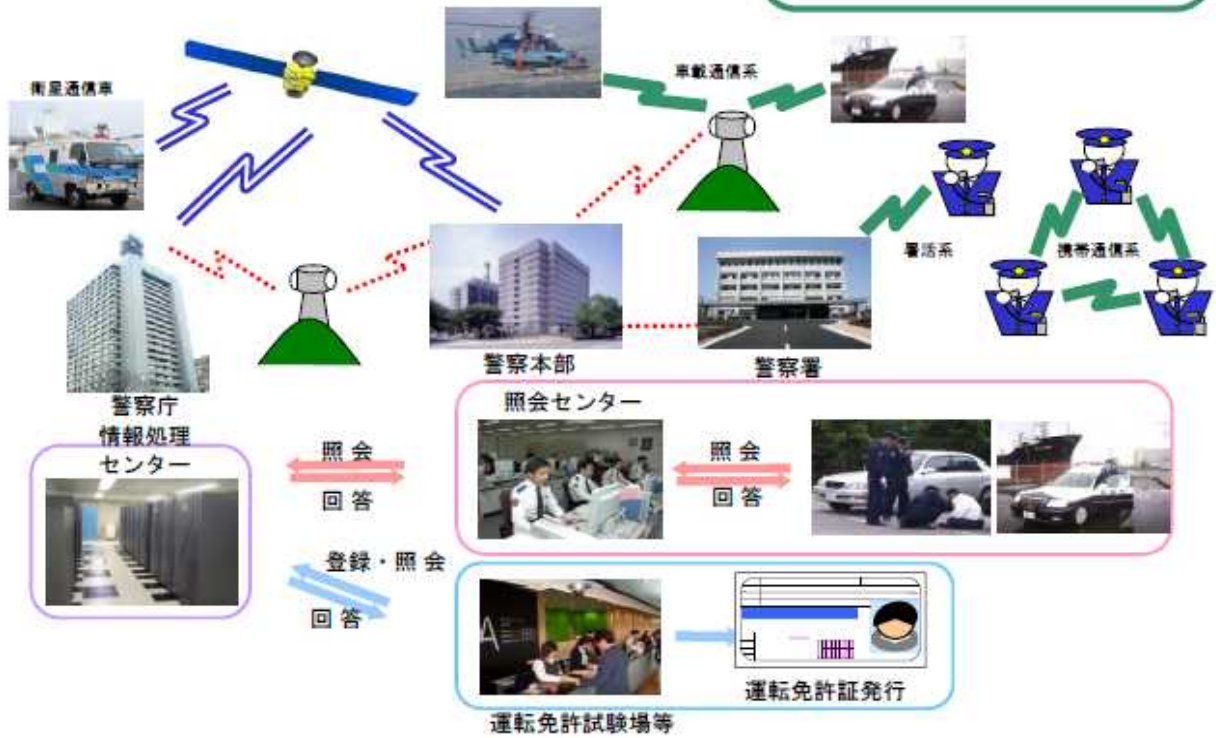 衛星通信車
車載通信系
署活系
携帯通信系
警察本部
警察署
警察庁
情報処理
センター
照会センター
照 会
回 答
照 会
回 答
登録・照 会
回 答
A
運転免許証発行
運転免許試験場等